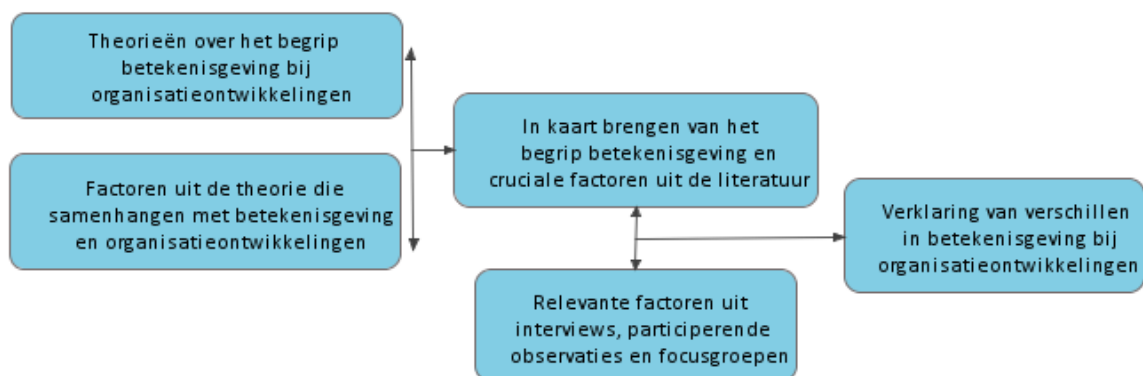 Theorieën over het begrip
betekenisgeving bij
organisatieontwikkelingen
Factoren uit de theorie die
samenhangen met betekenisgeving
en organisatieontwikkelingen
In kaart brengen van het
begrip betekenisgeving en
cruciale factoren uit de literatuur
Relevante factoren uit
interviews, participerende
observaties en focusgroepen
Verklaring van verschillen
in betekenisgeving bij
organisatieontwikkelingen